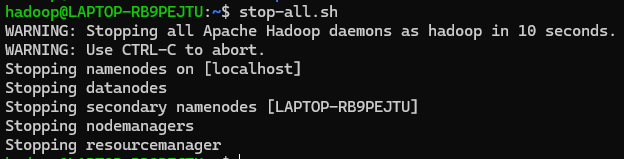 hadoop@LAPTOP-RB9PEJTU:~$ stop-all.sh
WARNING: Stopping all Apache Hadoop daemons as hadoop in 10 seconds.
WARNING: Use CTRL-C to abort.
Stopping namenodes on [localhost]
Stopping datanodes
Stopping secondary namenodes [LAPTOP-RB9PEJTU]
Stopping nodemanagers
Stopping resourcemanager